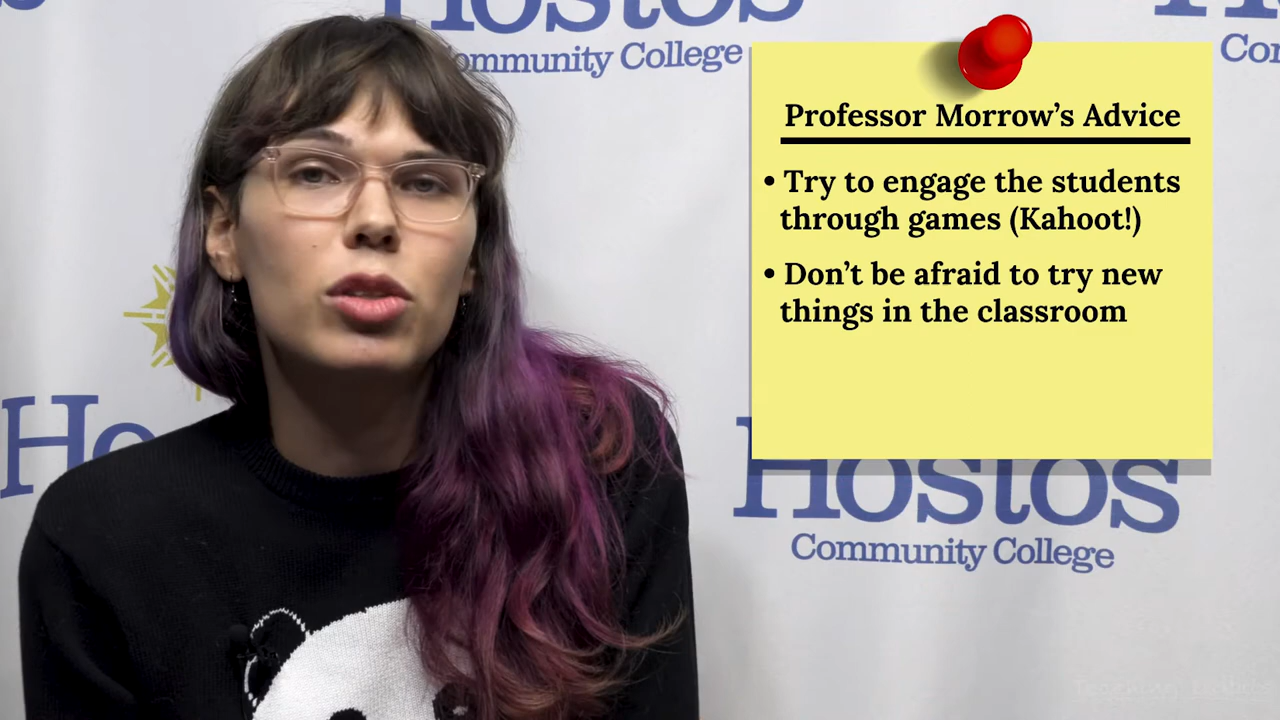 Hostos
Community College
Professor Morrow's Advice
• Try to engage the students
through games (Kahoot!)
• Don't be afraid to try new
things in the classroom
Hostos
Community College